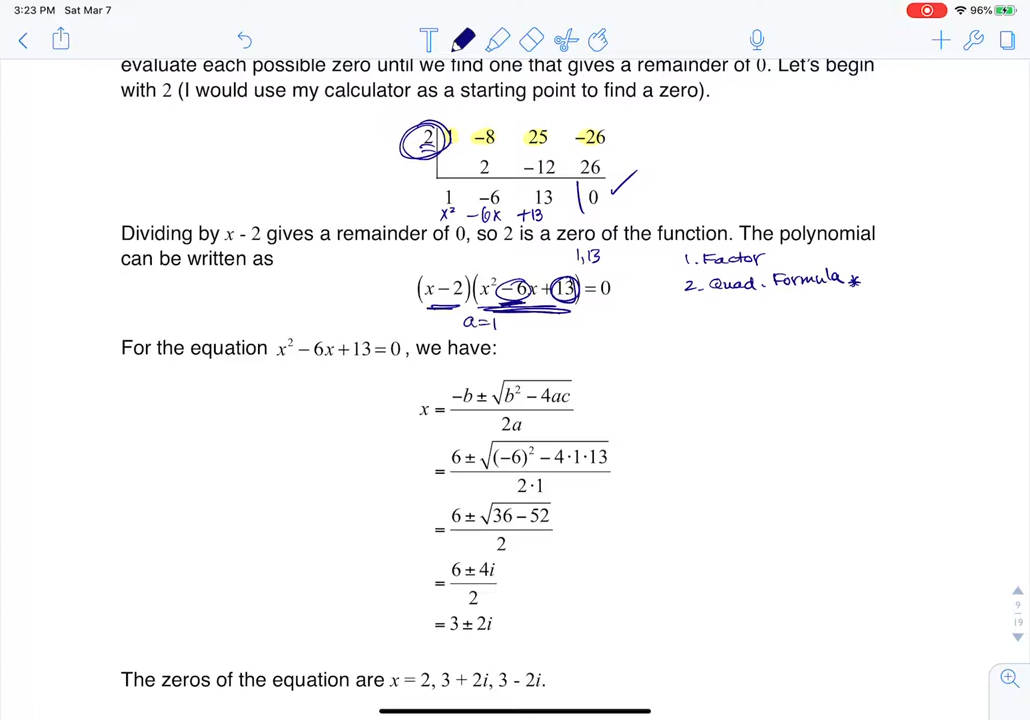 3:23 PM Sat Mar 7 96%
evaluate each possible zero until we find one that gives a remainder of 0. Let's begin
with 2 (I would use my calculator as a starting point to find a zero).
2 1 −8 25 −26
2 −12 26
1 −6 13 0 ✓
x² −6x +13
Dividing by x - 2 gives a remainder of 0, so 2 is a zero of the function. The polynomial
can be written as
1, 13
1. Factor
(x − 2)(x² − 6x + 13) = 0
2. Quad. Formula *
a=1
For the equation x² − 6x + 13 = 0, we have:
x = (−b ± √(b² − 4ac)) / 2a
= (6 ± √((−6)² − 4·1·13)) / 2·1
= (6 ± √(36 − 52)) / 2
= (6 ± 4i) / 2
= 3 ± 2i
The zeros of the equation are x = 2, 3 + 2i, 3 - 2i.
9
19